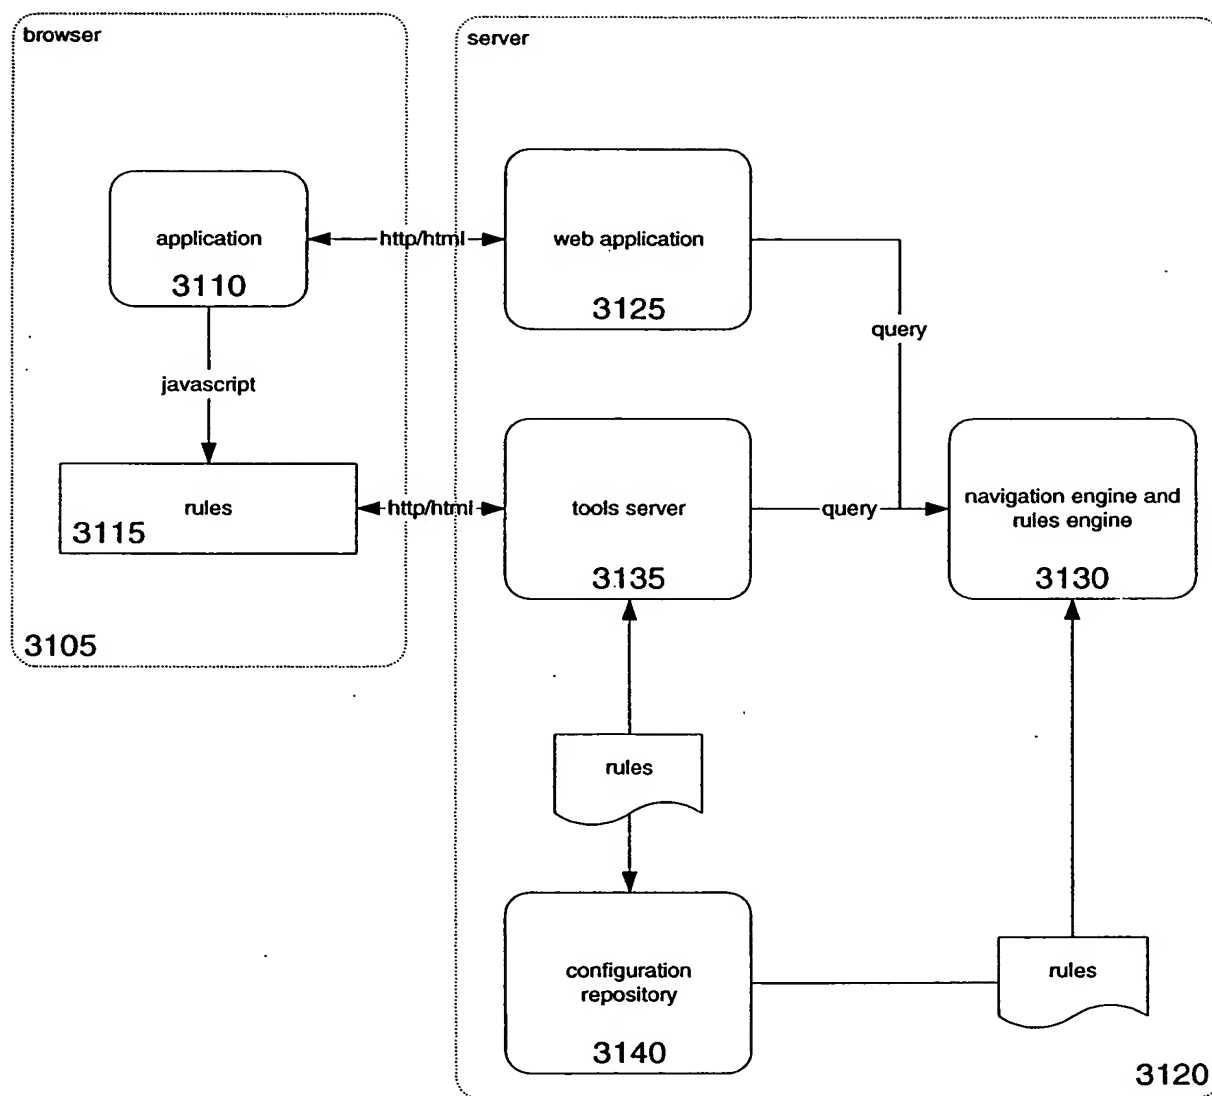 browser
server
application
3110
http/html
web application
3125
query
javascript
rules
3115
http/html
tools server
3135
query
navigation engine and
rules engine
3130
3105
rules
configuration
repository
3140
rules
3120